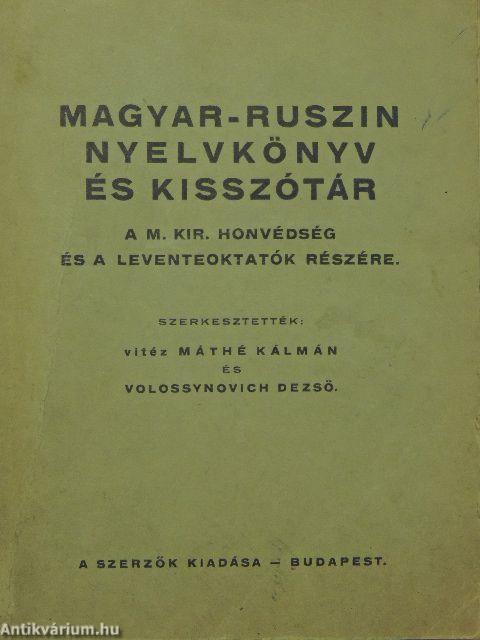 MAGYAR-RUSZIN
NYELVKÖNYV
ÉS KISSZÓTÁR
A M. KIR. HONVÉDSÉG
ÉS A LEVENTEOKTATÓK RÉSZÉRE.
SZERKESZTETTÉK:
vitéz MÁTHÉ KÁLMÁN
ÉS
VOLOSSYNOVICH DEZSŐ.
A SZERZŐK KIADÁSA — BUDAPEST.
Antikvárium.hu